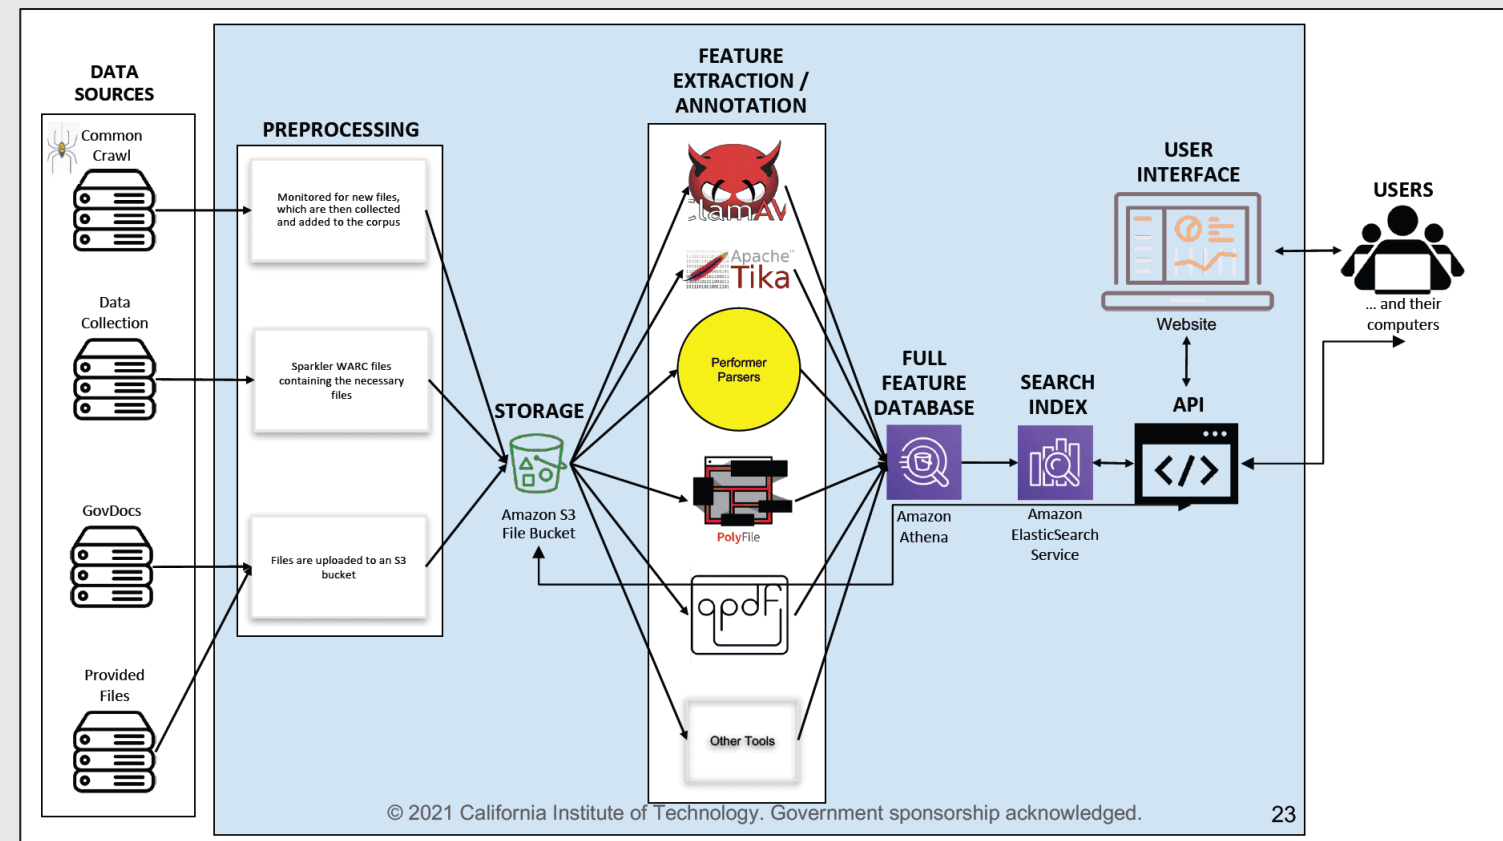 DATA
SOURCES
Common
Crawl
Data
Collection
GovDocs
Provided
Files
PREPROCESSING
Monitored for new files,
which are then collected
and added to the corpus
Sparkler WARC files
containing the necessary
files
Files are uploaded to an S3
bucket
STORAGE
Amazon S3
File Bucket
FEATURE
EXTRACTION /
ANNOTATION
ClamAV
Apache™
Tika
Performer
Parsers
PolyFile
qpdf
Other Tools
FULL
FEATURE
DATABASE
Amazon
Athena
SEARCH
INDEX
Amazon
ElasticSearch
Service
USER
INTERFACE
Website
API
</>
USERS
... and their
computers
© 2021 California Institute of Technology. Government sponsorship acknowledged.
23